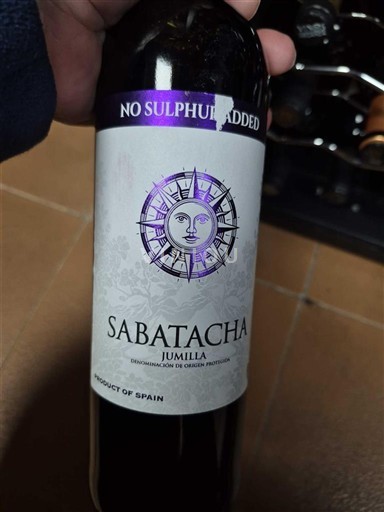 NO SULPHUR ADDED
SABATACHA
JUMILLA
DENOMINACIÓN DE ORIGEN PROTEGIDA
PRODUCT OF SPAIN